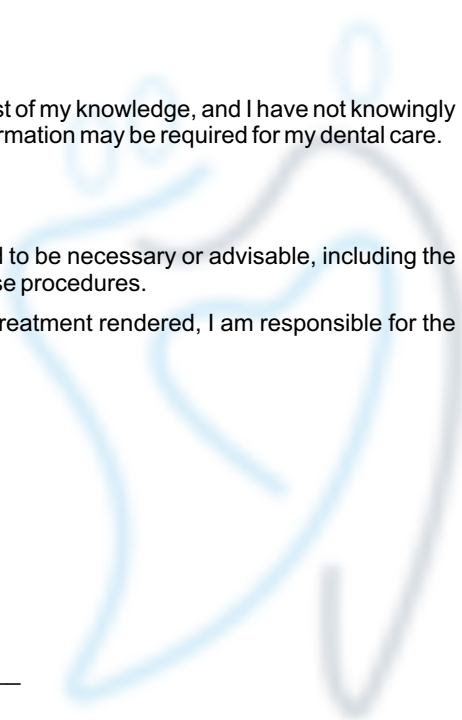 st of my knowledge, and I have not knowingly
rmation may be required for my dental care.
l to be necessary or advisable, including the
se procedures.
reatment rendered, I am responsible for the